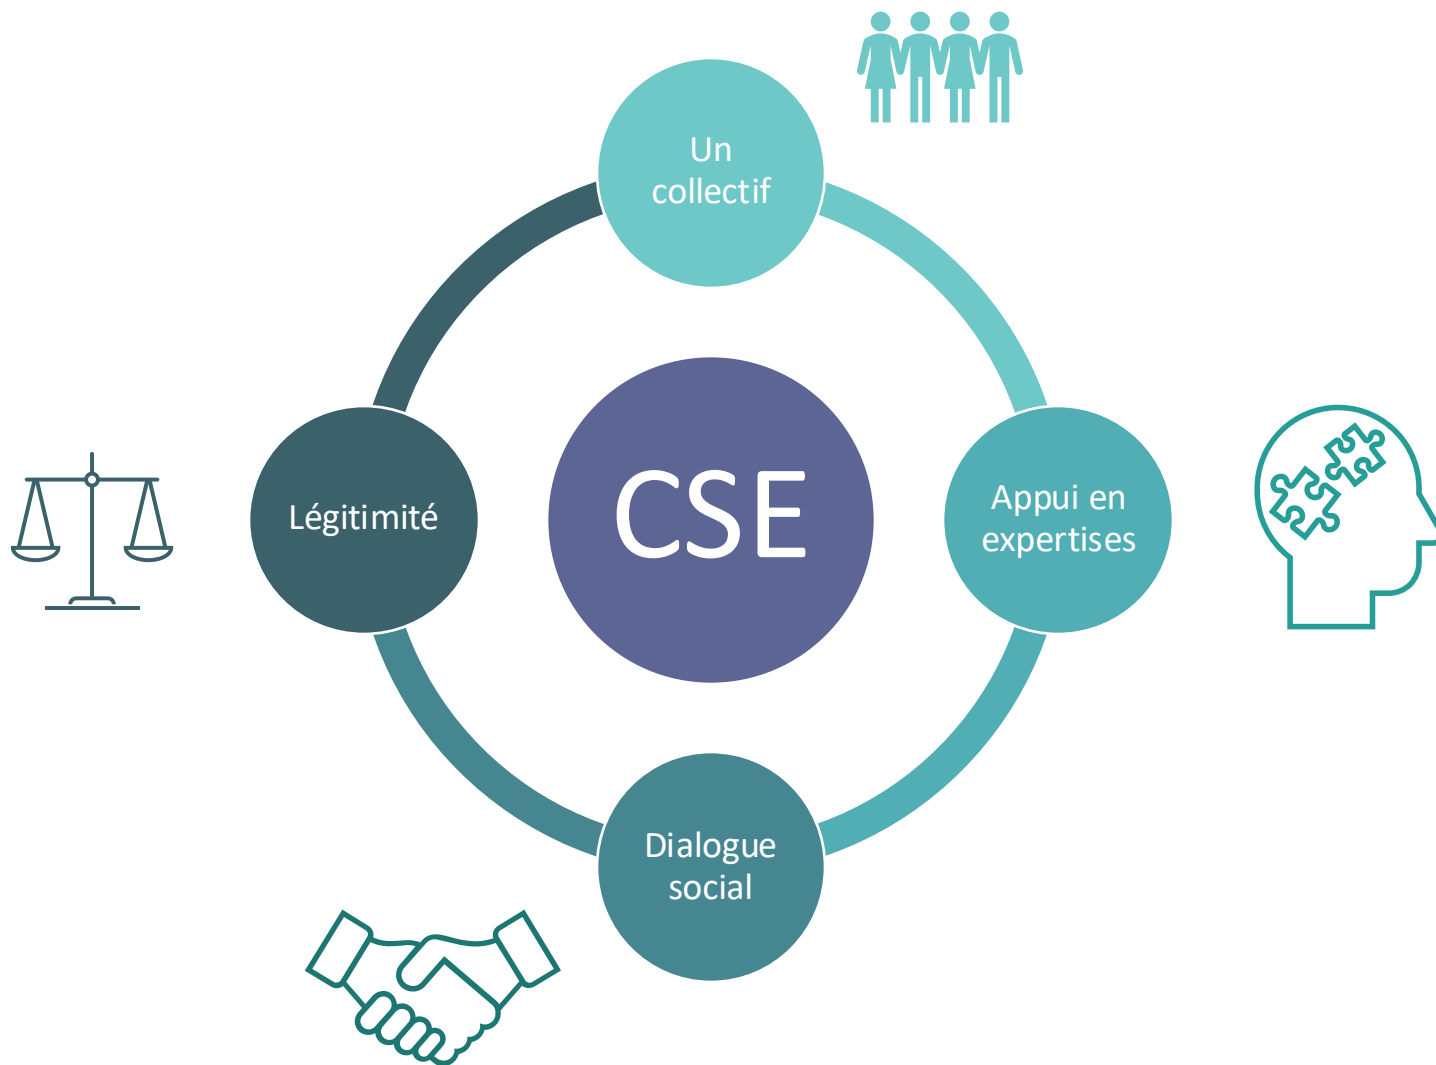 Un
collectif
Légitimité
CSE
Appui en
expertises
Dialogue
social